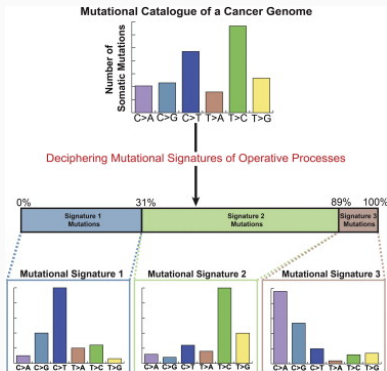 Mutational Catalogue of a Cancer Genome
Number of
Somatic Mutations
C>A C>G C>T T>A T>C T>G
Deciphering Mutational Signatures of Operative Processes
0% 31% 89% 100%
Signature 1
Mutations
Signature 2
Mutations
Signature 3
Mutations
Mutational Signature 1
C>A C>G C>T T>A T>C T>G
Mutational Signature 2
C>A C>G C>T T>A T>C T>G
Mutational Signature 3
C>A C>G C>T T>A T>C T>G